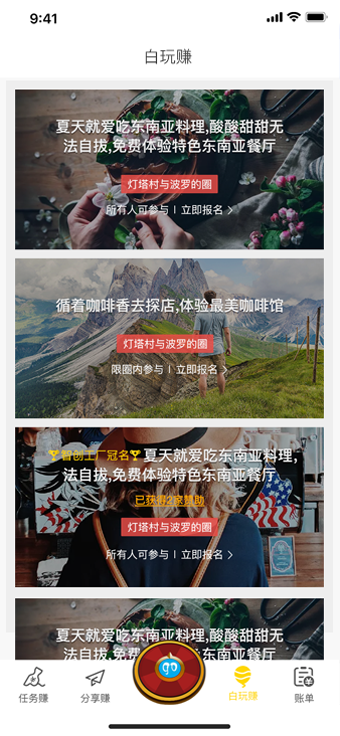 9:41
白玩赚
夏天就爱吃东南亚料理,酸酸甜甜无
法自拔,免费体验特色东南亚餐厅
灯塔村与波罗的圈
所有人可参与 | 立即报名 >
循着咖啡香去探店,体验最美咖啡馆
灯塔村与波罗的圈
限圈内参与 | 立即报名 >
智创工厂冠名 夏天就爱吃东南亚料理,
法自拔,免费体验特色东南亚餐厅
已获得2家赞助
灯塔村与波罗的圈
所有人可参与 | 立即报名 >
夏天就爱吃东南亚料理,酸酸甜甜无
法自拔,免费体验特色东南亚餐厅
任务赚
分享赚
白玩赚
账单